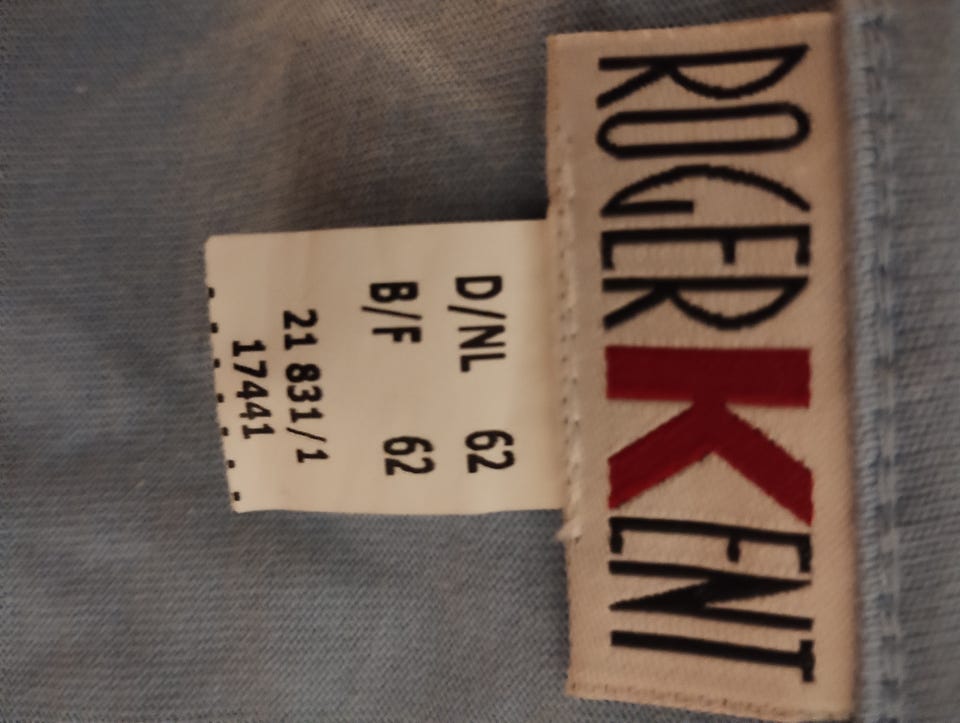 ROGER KENT
D/NL 62
B/F 62
21 831/1
17441